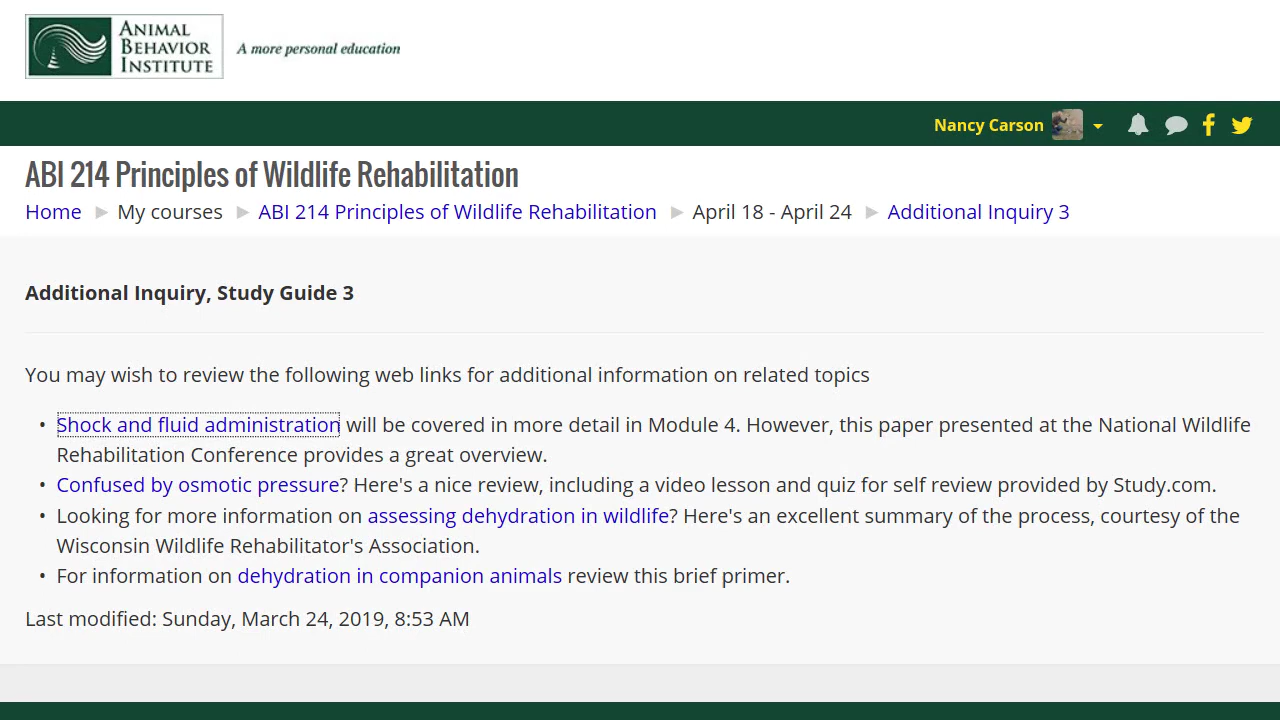 ANIMAL
BEHAVIOR
INSTITUTE
A more personal education
Nancy Carson
ABI 214 Principles of Wildlife Rehabilitation
Home ► My courses ► ABI 214 Principles of Wildlife Rehabilitation ► April 18 - April 24 ► Additional Inquiry 3
Additional Inquiry, Study Guide 3
You may wish to review the following web links for additional information on related topics
• Shock and fluid administration will be covered in more detail in Module 4. However, this paper presented at the National Wildlife
Rehabilitation Conference provides a great overview.
• Confused by osmotic pressure? Here's a nice review, including a video lesson and quiz for self review provided by Study.com.
• Looking for more information on assessing dehydration in wildlife? Here's an excellent summary of the process, courtesy of the
Wisconsin Wildlife Rehabilitator's Association.
• For information on dehydration in companion animals review this brief primer.
Last modified: Sunday, March 24, 2019, 8:53 AM